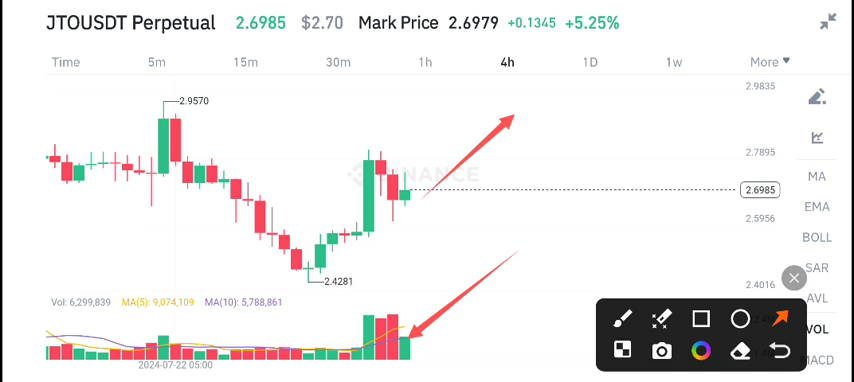 JTOUSDT Perpetual 2.6985 $2.70 Mark Price 2.6979 +0.1345 +5.25%
Time 5m 15m 30m 1h 4h 1D 1w More
2.9835
2.9570
2.7895
BINANCE
MA
2.6985
EMA
2.5956
BOLL
SAR
2.4281
2.4016
AVL
Vol: 6,299,839 MA(5): 9,074,109 MA(10): 5,788,861
VOL
MACD
2024-07-22 05:00